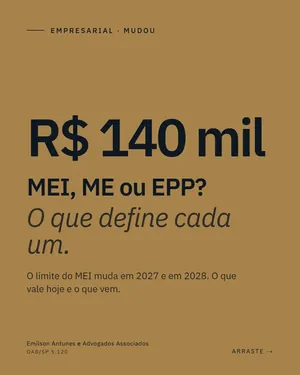 EMPRESARIAL · MUDOU
R$ 140 mil
MEI, ME ou EPP?
O que define cada
um.
O limite do MEI muda em 2027 e em 2028. O que
vale hoje e o que vem.
Emilson Antunes e Advogados Associados
OAB/SP 5.120
ARRASTE →